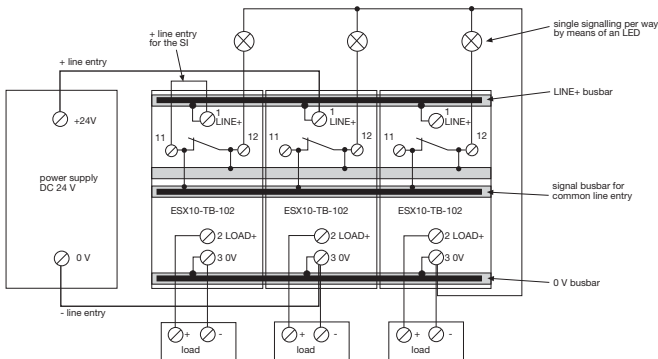 + line entry
for the SI
single signalling per way
by means of an LED
+ line entry
LINE+ busbar
+24V
1
LINE+
1
LINE+
1
LINE+
11
12
11
12
11
12
power supply
DC 24 V
signal busbar for
common line entry
ESX10-TB-102
ESX10-TB-102
ESX10-TB-102
2 LOAD+
2 LOAD+
2 LOAD+
0 V
3 0V
3 0V
3 0V
0 V busbar
- line entry
+ -
load
+ -
load
+ -
load